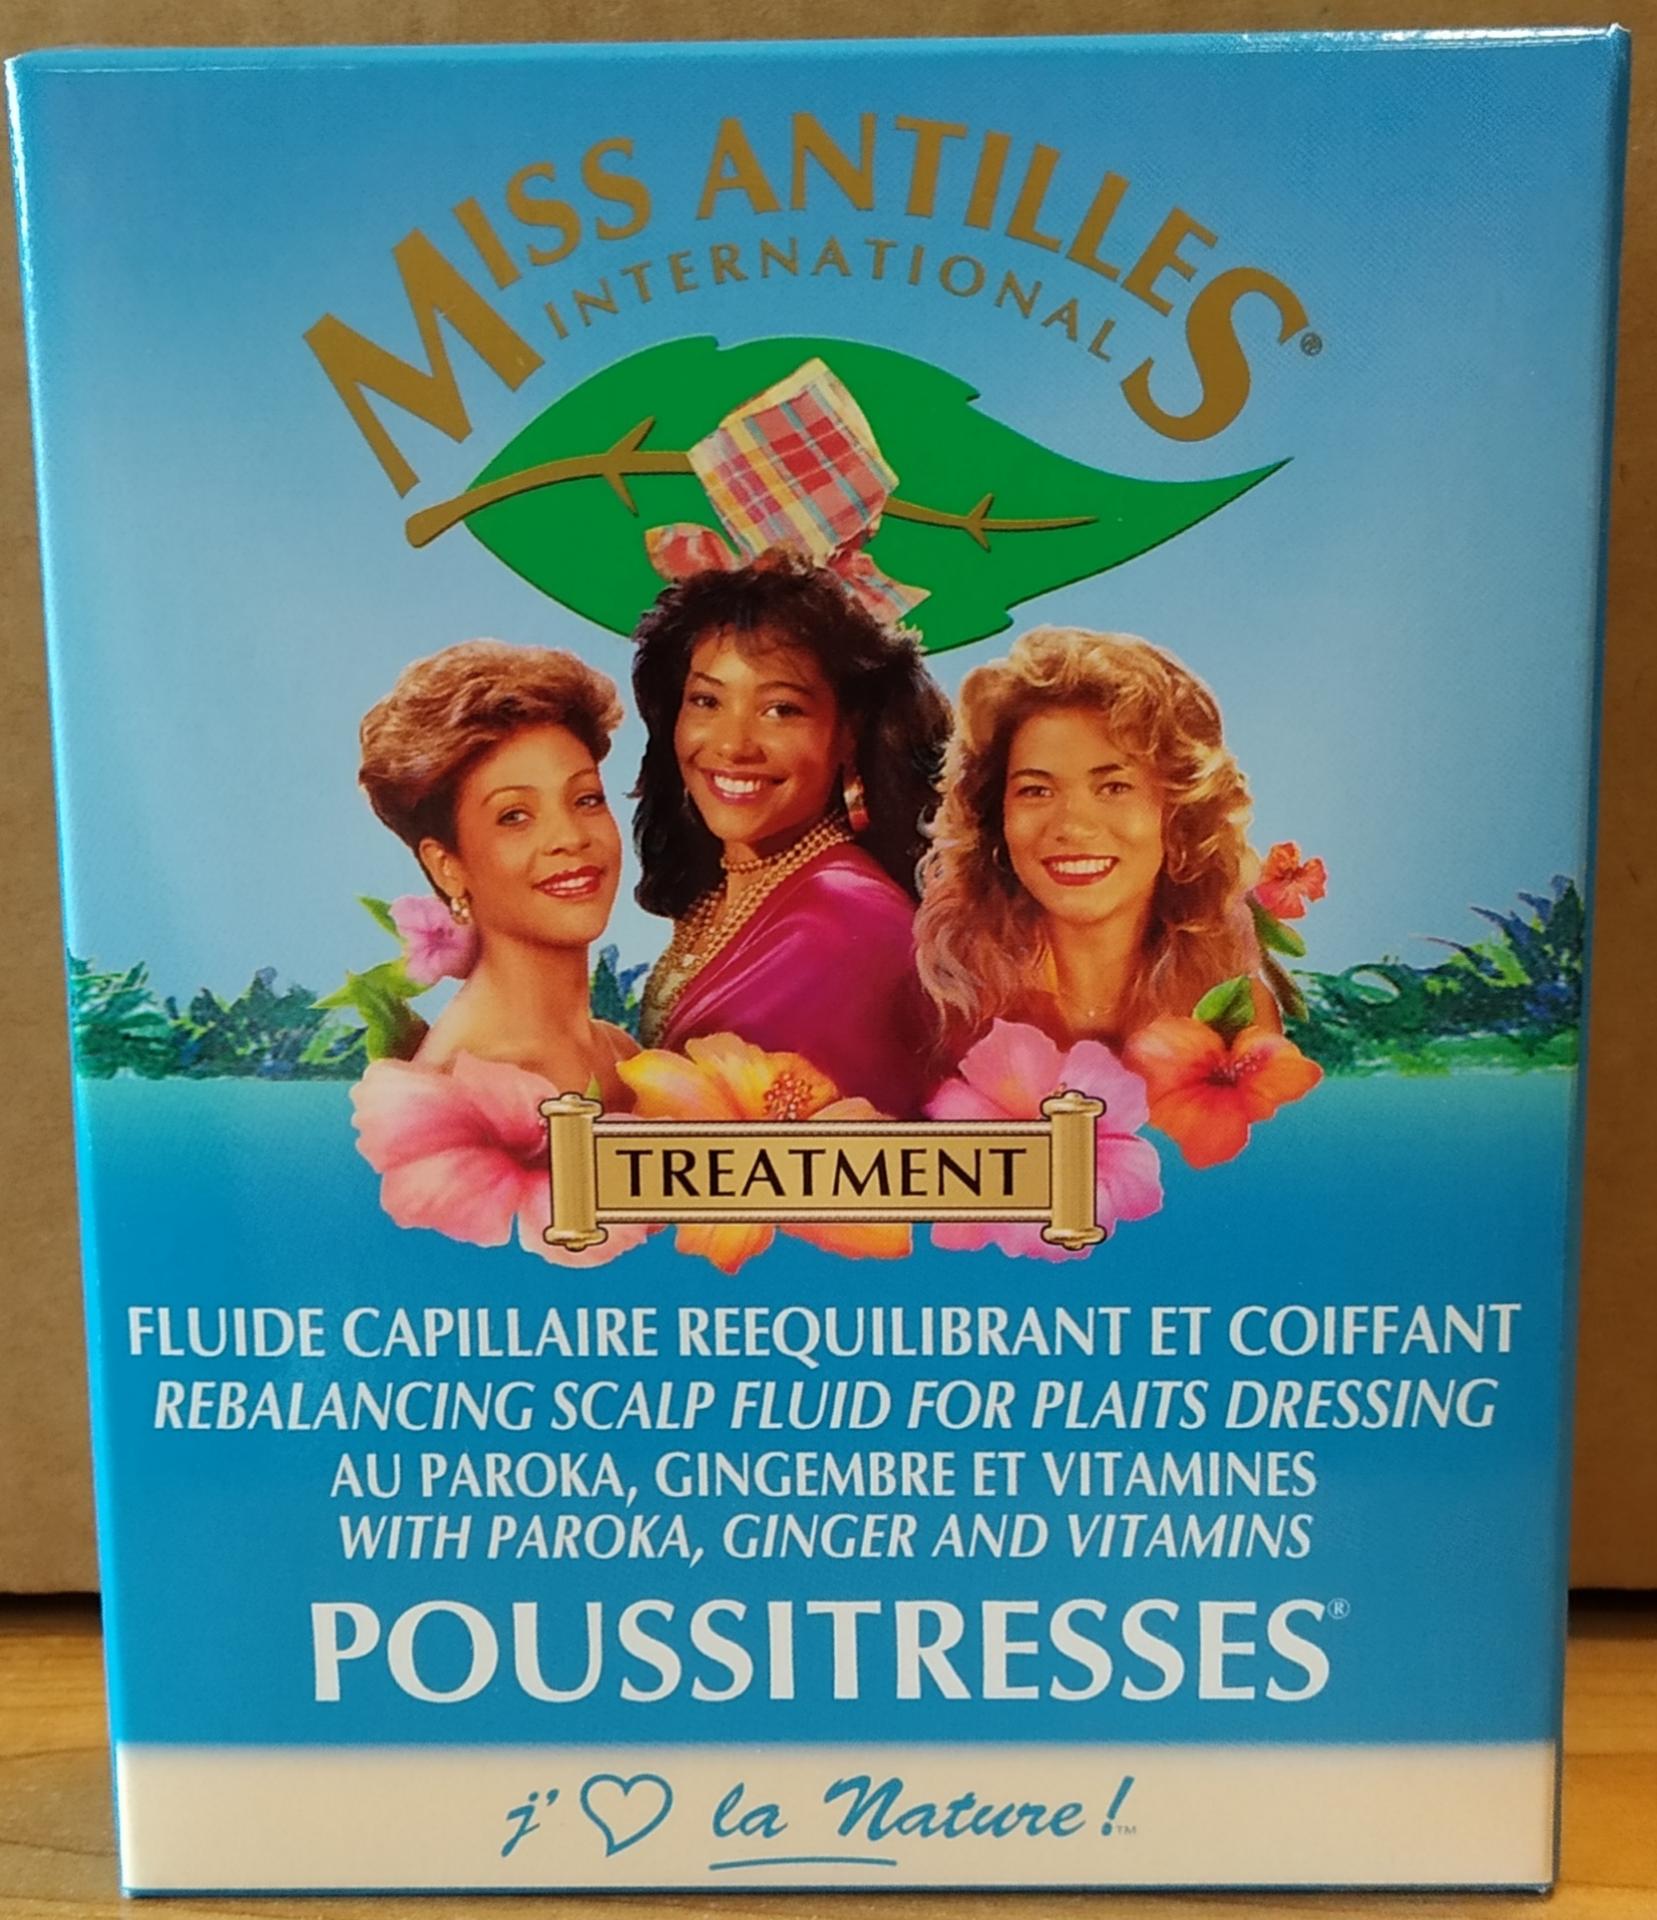 MISS ANTILLES®
INTERNATIONAL
TREATMENT
FLUIDE CAPILLAIRE REEQUILIBRANT ET COIFFANT
REBALANCING SCALP FLUID FOR PLAITS DRESSING
AU PAROKA, GINGEMBRE ET VITAMINES
WITH PAROKA, GINGER AND VITAMINS
POUSSITRESSES®
j'♡ la Nature!™